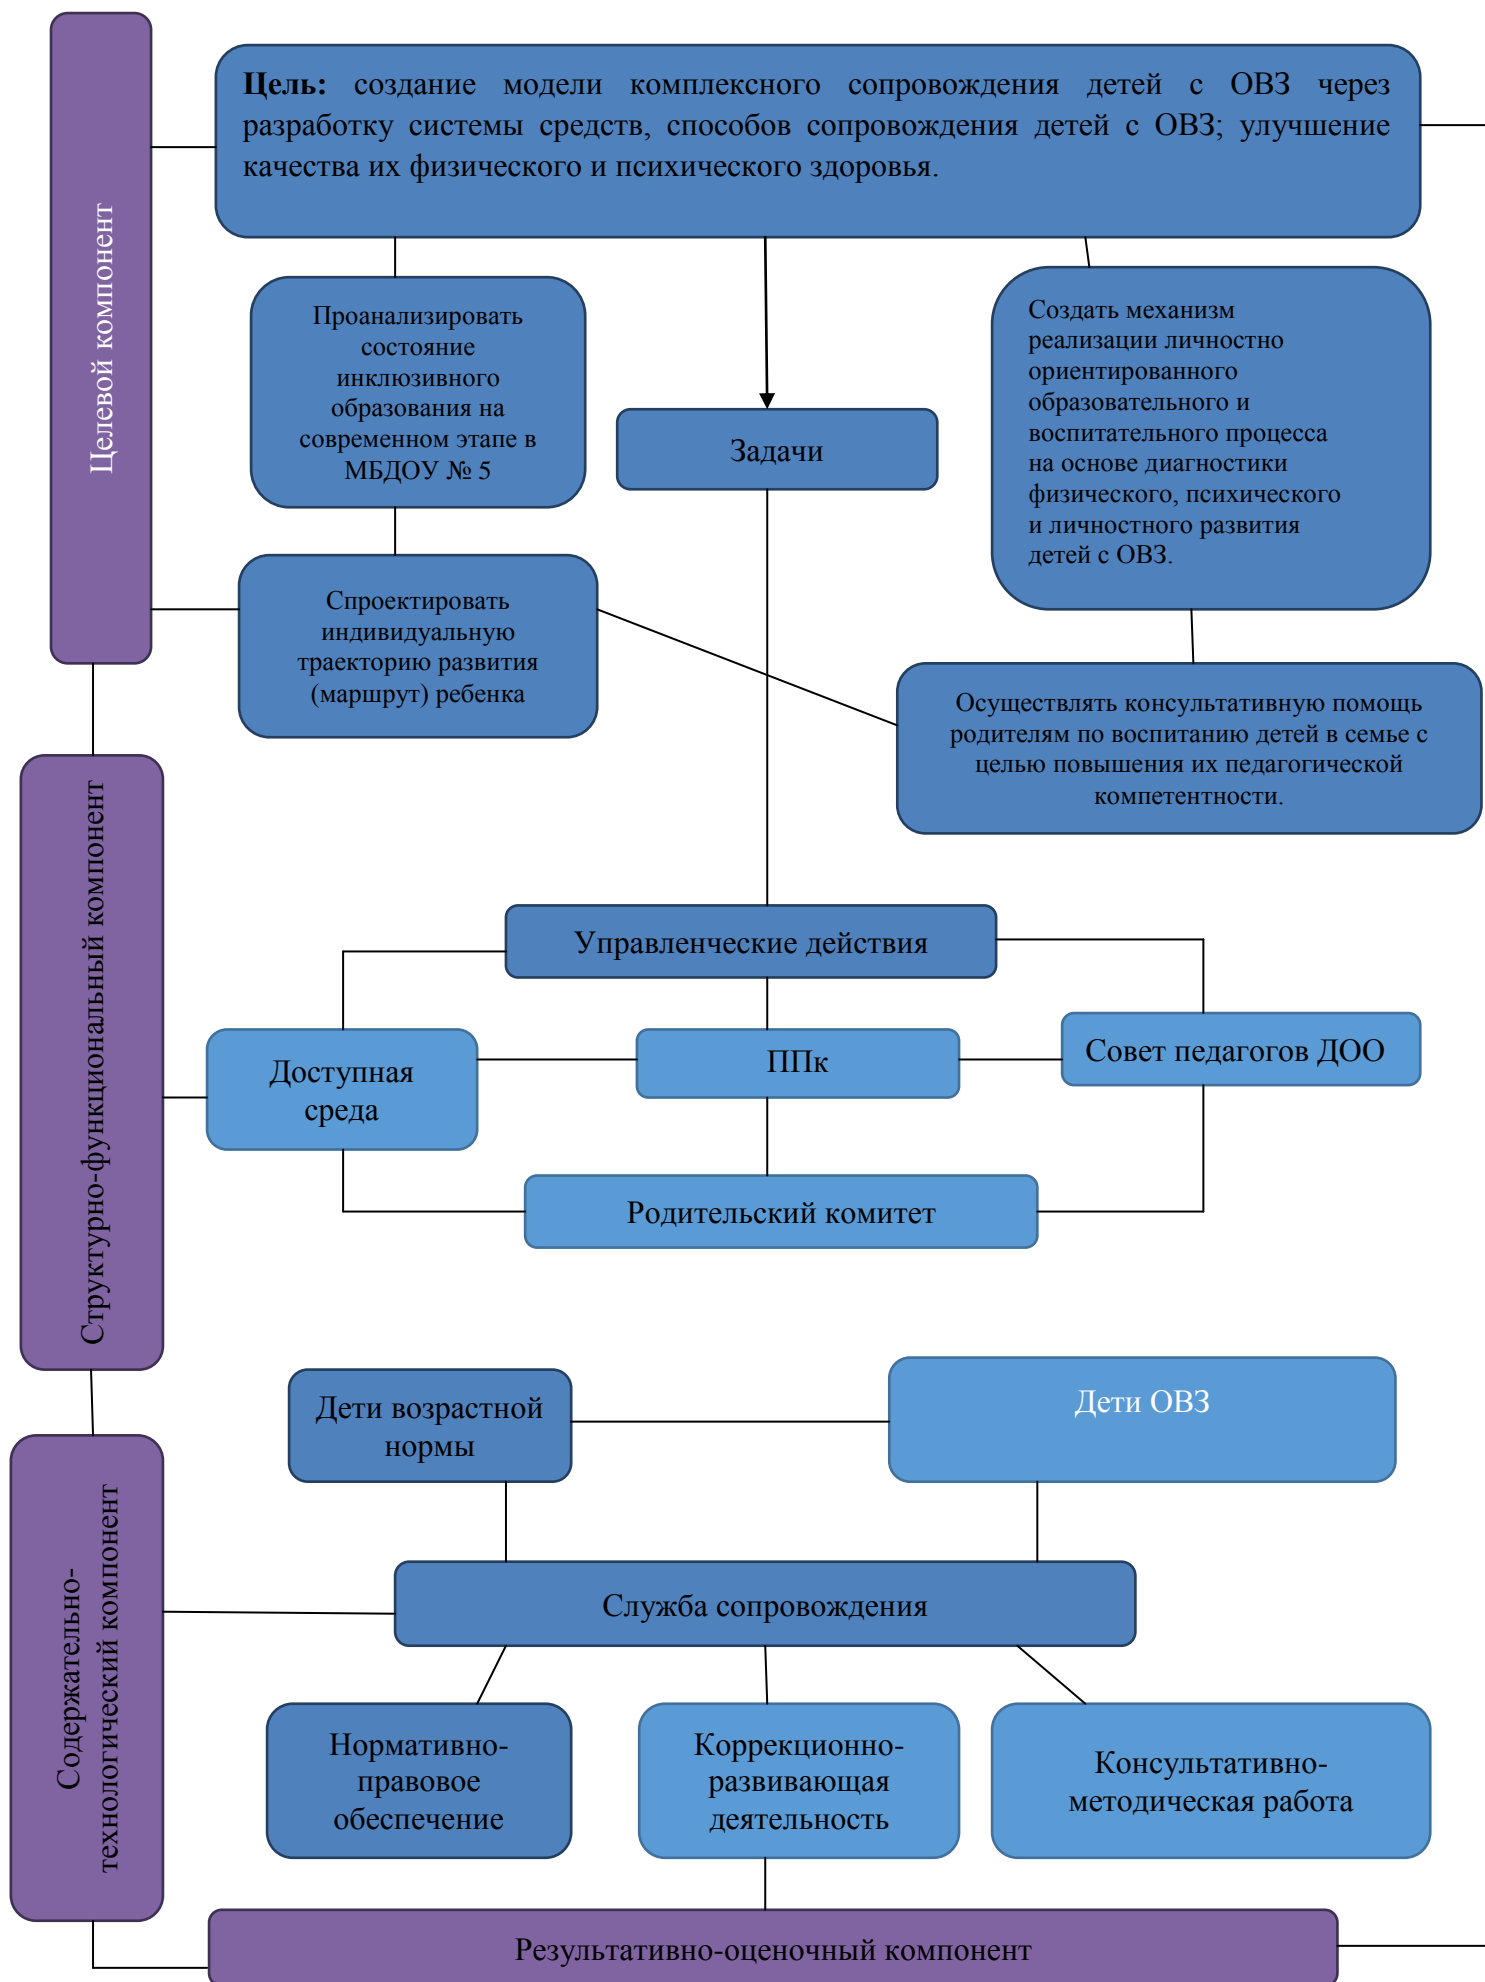 Целевой компонент
Цель: создание модели комплексного сопровождения детей с ОВЗ через
разработку системы средств, способов сопровождения детей с ОВЗ; улучшение
качества их физического и психического здоровья.
Проанализировать
состояние
инклюзивного
образования на
современном этапе в
МБДОУ № 5
Задачи
Создать механизм
реализации личностно
ориентированного
образовательного и
воспитательного процесса
на основе диагностики
физического, психического
и личностного развития
детей с ОВЗ.
Спроектировать
индивидуальную
траекторию развития
(маршрут) ребенка
Осуществлять консультативную помощь
родителям по воспитанию детей в семье с
целью повышения их педагогической
компетентности.
Структурно-функциональный компонент
Управленческие действия
Доступная
среда
ППк
Совет педагогов ДОО
Родительский комитет
Содержательно-
технологический компонент
Дети возрастной
нормы
Дети ОВЗ
Служба сопровождения
Нормативно-
правовое
обеспечение
Коррекционно-
развивающая
деятельность
Консультативно-
методическая работа
Результативно-оценочный компонент